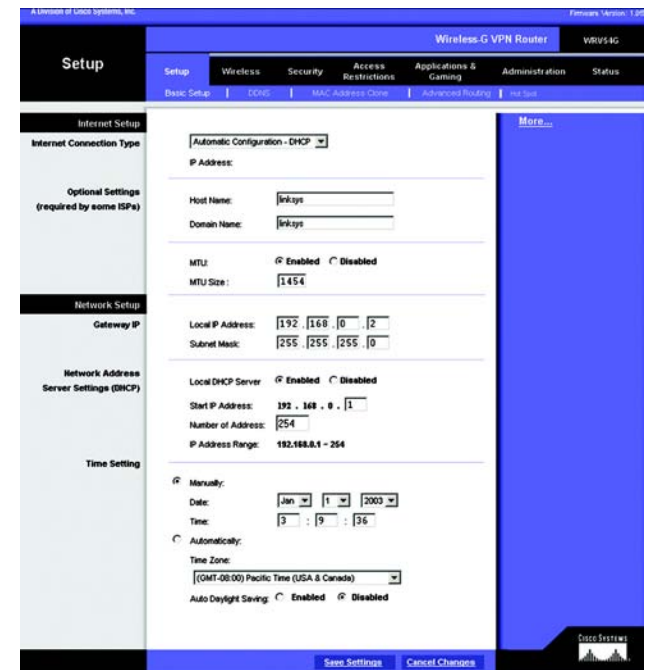 A Division of Cisco Systems, Inc.
Firmware Version: 1.05
Wireless-G VPN Router WRV54G
Setup
Setup Wireless Security Access Restrictions Applications & Gaming Administration Status
Basic Setup | DDNS | MAC Address Clone | Advanced Routing | Hot Spot
Internet Setup
More...
Internet Connection Type
Automatic Configuration - DHCP
IP Address:
Optional Settings
(required by some ISPs)
Host Name: linksys
Domain Name: linksys
MTU: Enabled Disabled
MTU Size : 1454
Network Setup
Gateway IP
Local IP Address: 192 . 168 . 0 . 2
Subnet Mask: 255 . 255 . 255 . 0
Network Address
Server Settings (DHCP)
Local DHCP Server Enabled Disabled
Start IP Address: 192 . 168 . 0 . 1
Number of Address: 254
IP Address Range: 192.168.0.1 ~ 254
Time Setting
Manually:
Date: Jan 1 2003
Time: 3 : 9 : 36
Automatically:
Time Zone:
(GMT-08:00) Pacific Time (USA & Canada)
Auto Daylight Saving: Enabled Disabled
Save Settings Cancel Changes
Cisco Systems